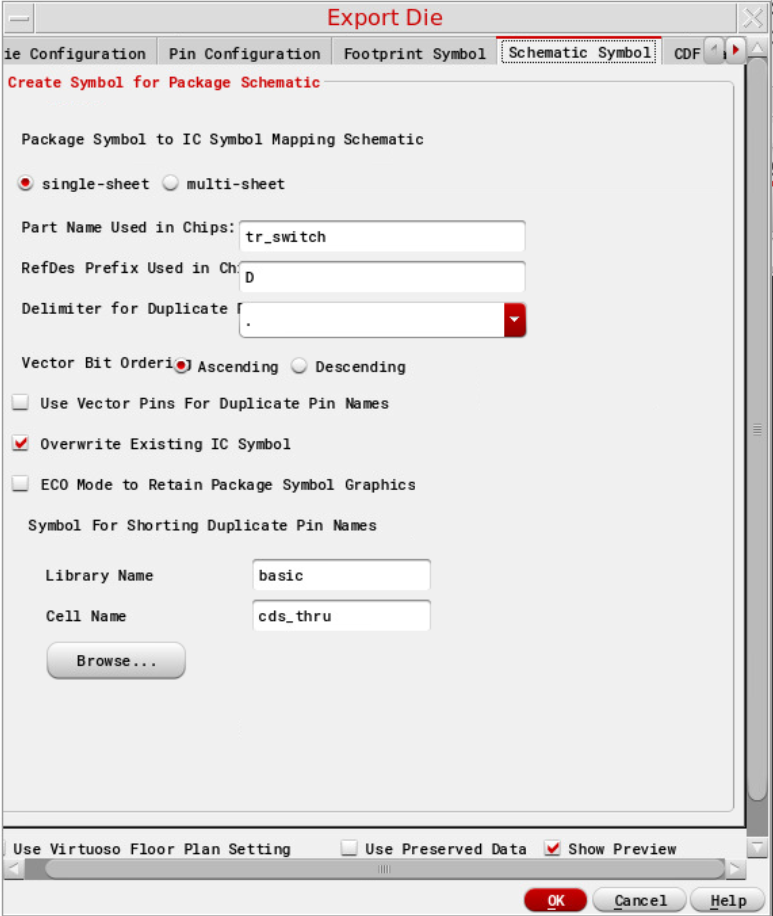 Export Die
ie Configuration Pin Configuration Footprint Symbol Schematic Symbol CDF
Create Symbol for Package Schematic
Package Symbol to IC Symbol Mapping Schematic
single-sheet multi-sheet
Part Name Used in Chips: tr_switch
RefDes Prefix Used in Ch D
Delimiter for Duplicate .
Vector Bit Orderi Ascending Descending
Use Vector Pins For Duplicate Pin Names
Overwrite Existing IC Symbol
ECO Mode to Retain Package Symbol Graphics
Symbol For Shorting Duplicate Pin Names
Library Name basic
Cell Name cds_thru
Browse...
Use Virtuoso Floor Plan Setting Use Preserved Data Show Preview
OK Cancel Help